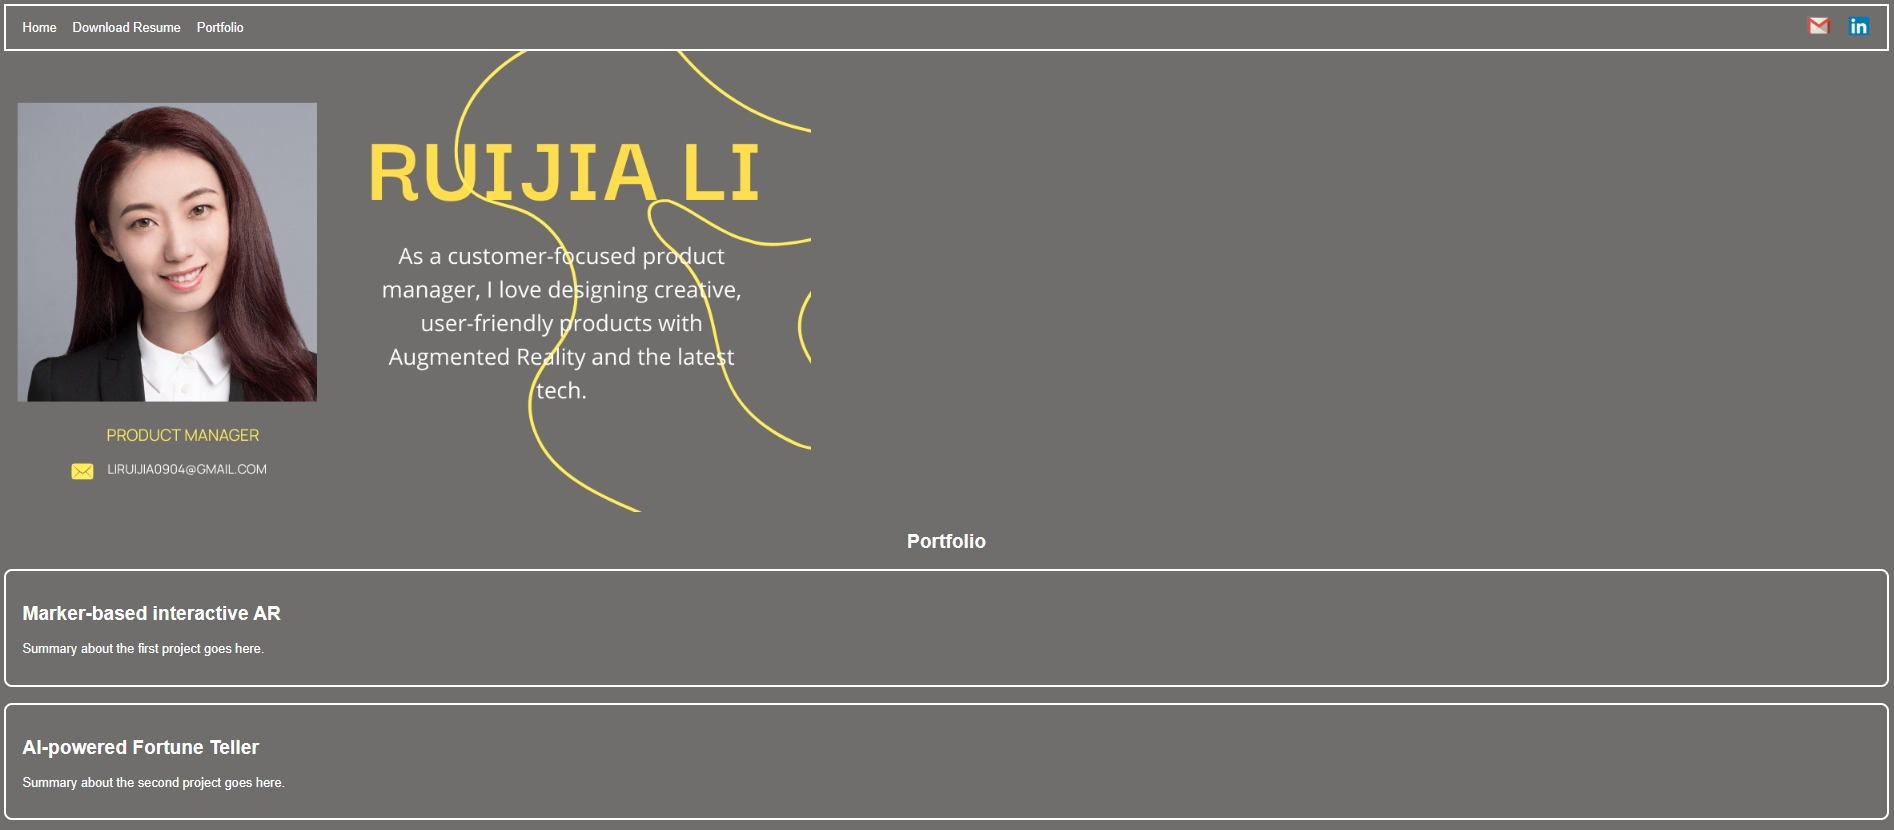 Home Download Resume Portfolio
in
RUIJIA LI
As a customer-focused product
manager, I love designing creative,
user-friendly products with
Augmented Reality and the latest
tech.
PRODUCT MANAGER
LIRUIJIA0904@GMAIL.COM
Portfolio
Marker-based interactive AR
Summary about the first project goes here.
AI-powered Fortune Teller
Summary about the second project goes here.